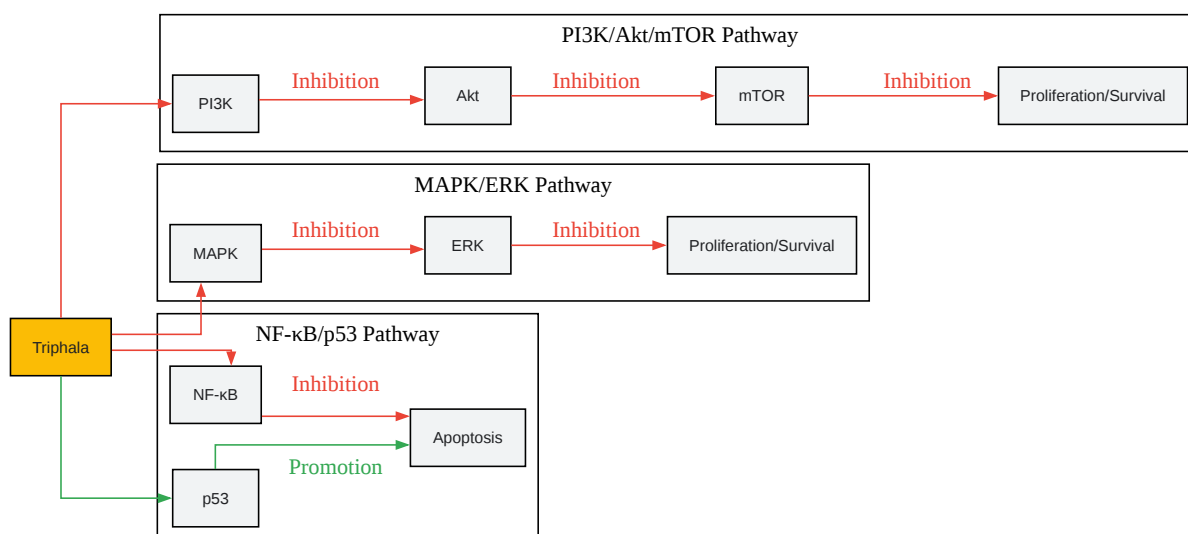 PI3K/Akt/mTOR Pathway
PI3K
Inhibition
Akt
Inhibition
mTOR
Inhibition
Proliferation/Survival
MAPK/ERK Pathway
MAPK
Inhibition
ERK
Inhibition
Proliferation/Survival
Triphala
NF-κB/p53 Pathway
NF-κB
Inhibition
Apoptosis
Promotion
p53